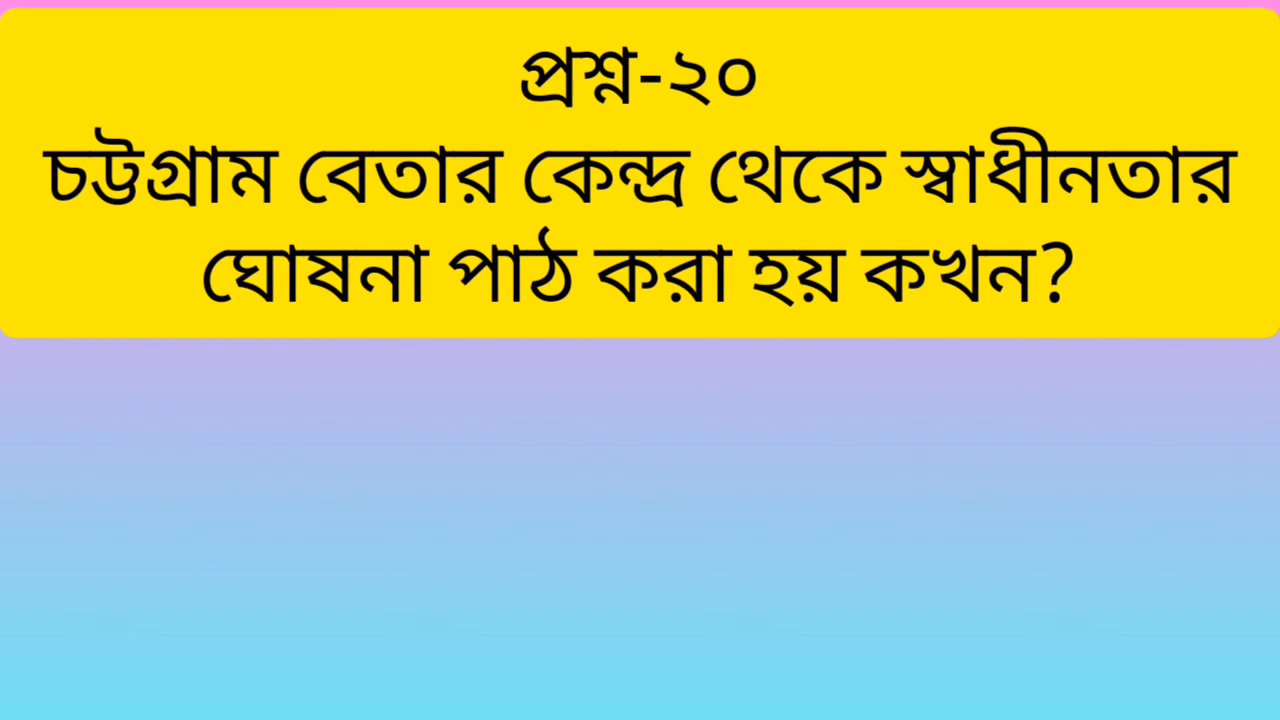 প্রশ্ন-২০
চট্টগ্রাম বেতার কেন্দ্র থেকে স্বাধীনতার
ঘোষনা পাঠ করা হয় কখন?